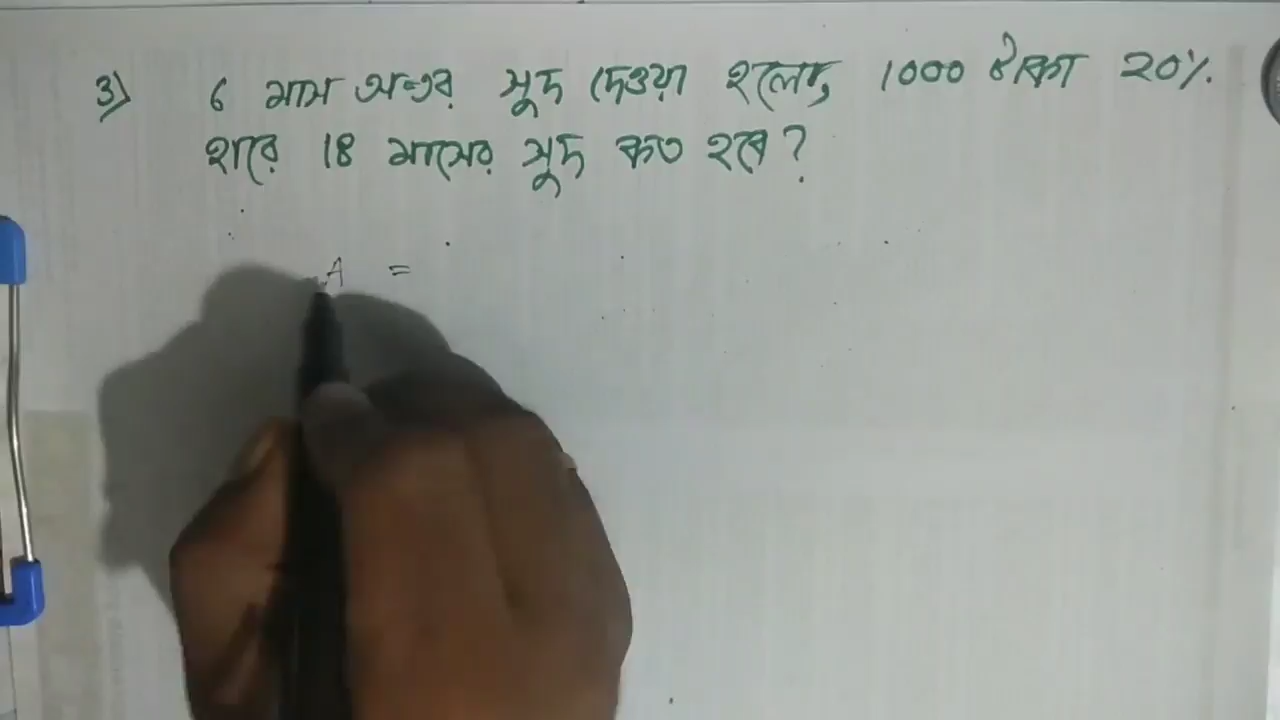 3) 6 মাস অন্তর সুদ দেওয়া হলে, 1000 টাকা 20%
হারে 18 মাসের সুদ কত হবে?
A =